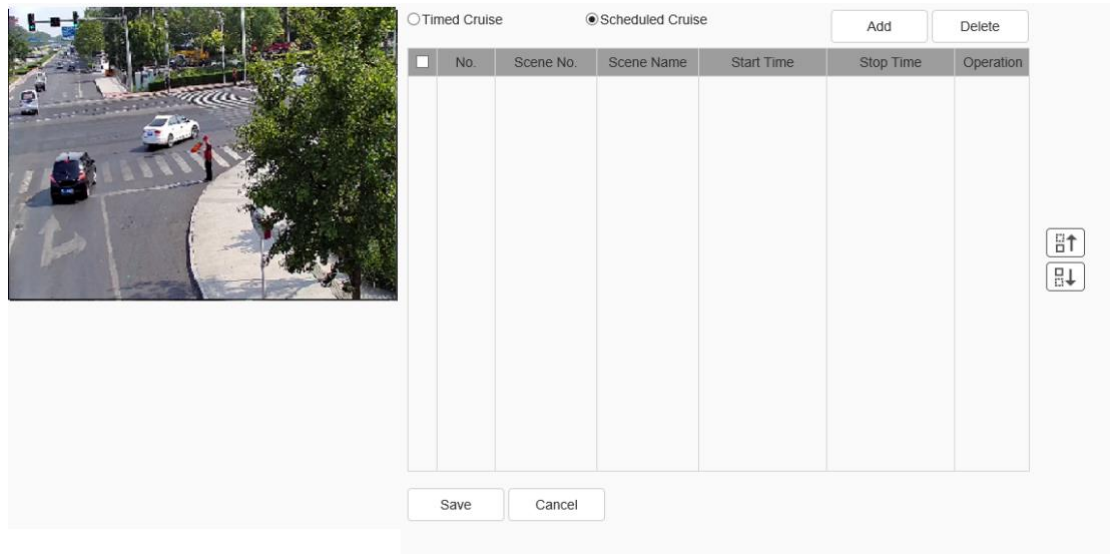 Timed Cruise Scheduled Cruise Add Delete
No. Scene No. Scene Name Start Time Stop Time Operation
Save Cancel